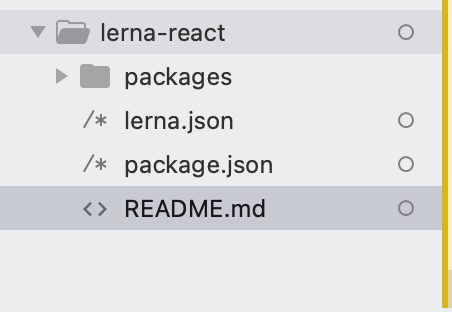 lerna-react
packages
/* lerna.json
/* package.json
<> README.md